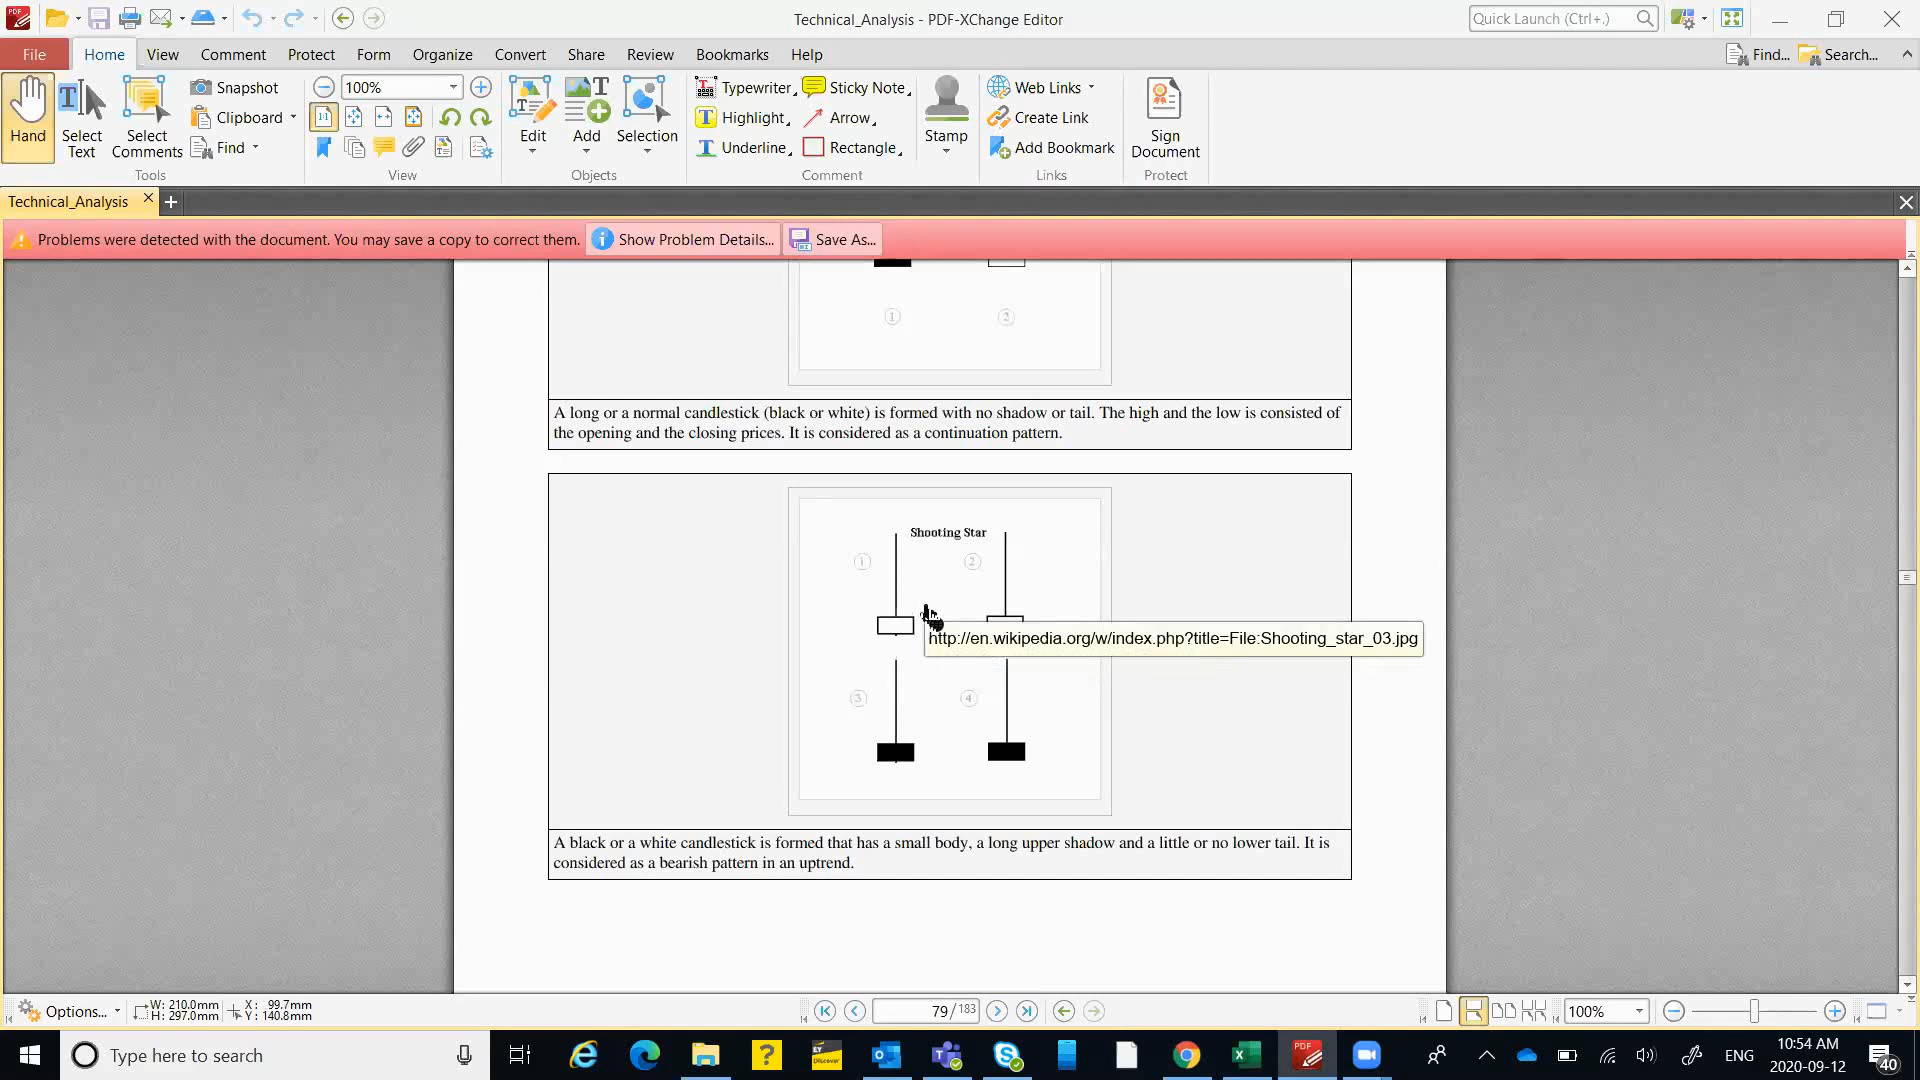 Technical_Analysis - PDF-XChange Editor
Quick Launch (Ctrl+.)
File Home View Comment Protect Form Organize Convert Share Review Bookmarks Help
Find... Search...
Hand
Select Text
Select Comments
Snapshot
Clipboard
Find
Tools
100%
View
Edit
Add
Selection
Objects
Typewriter
Highlight
Underline
Sticky Note
Arrow
Rectangle
Stamp
Comment
Web Links
Create Link
Add Bookmark
Links
Sign Document
Protect
Technical_Analysis
Problems were detected with the document. You may save a copy to correct them. Show Problem Details... Save As...
1 2
A long or a normal candlestick (black or white) is formed with no shadow or tail. The high and the low is consisted of
the opening and the closing prices. It is considered as a continuation pattern.
Shooting Star
1 2
http://en.wikipedia.org/w/index.php?title=File:Shooting_star_03.jpg
3 4
A black or a white candlestick is formed that has a small body, a long upper shadow and a little or no lower tail. It is
considered as a bearish pattern in an uptrend.
Options...
W: 210.0mm
H: 297.0mm
X: 99.7mm
Y: 140.8mm
79 / 183
100%
Type here to search
ENG
10:54 AM
2020-09-12
40